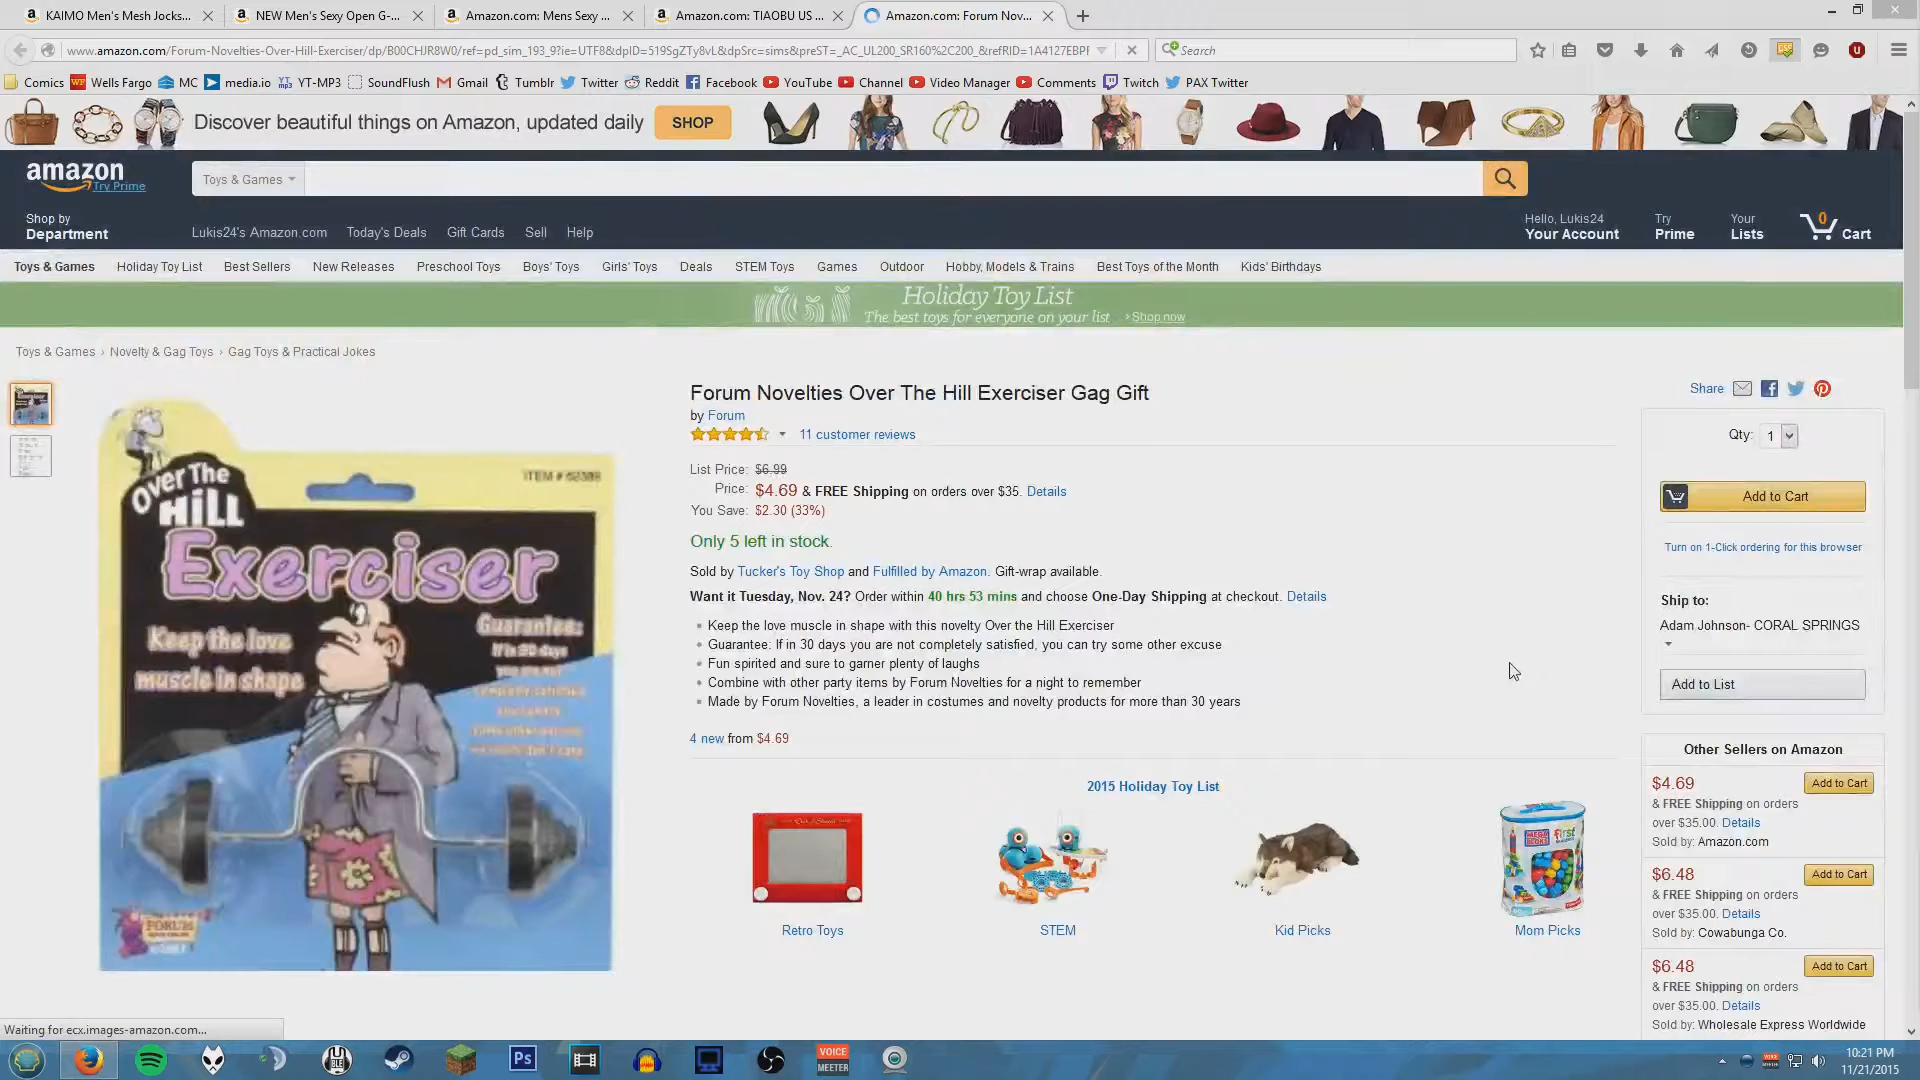 KAIMO Men's Mesh Jocks...
NEW Men's Sexy Open G-...
Amazon.com: Mens Sexy ...
Amazon.com: TIAOBU US ...
Amazon.com: Forum Nov...
www.amazon.com/Forum-Novelties-Over-Hill-Exerciser/dp/B00CHJR8W0/ref=pd_sim_193_9?ie=UTF8&dpID=519SgZTy8vL&dpSrc=sims&preST=_AC_UL200_SR160%2C200_&refRID=1A4127EBPF
Search
Comics Wells Fargo MC media.io YT-MP3 SoundFlush Gmail Tumblr Twitter Reddit Facebook YouTube Channel Video Manager Comments Twitch PAX Twitter
Discover beautiful things on Amazon, updated daily SHOP
amazon
Try Prime
Toys & Games
Shop by
Department
Lukis24's Amazon.com Today's Deals Gift Cards Sell Help
Hello, Lukis24
Your Account
Try
Prime
Your
Lists
0
Cart
Toys & Games Holiday Toy List Best Sellers New Releases Preschool Toys Boys' Toys Girls' Toys Deals STEM Toys Games Outdoor Hobby, Models & Trains Best Toys of the Month Kids' Birthdays
Holiday Toy List
The best toys for everyone on your list › Shop now
Toys & Games › Novelty & Gag Toys › Gag Toys & Practical Jokes
Over The
HiLL
ITEM # 62388
Exerciser
Keep the love
muscle in shape
Guarantee:
If in 30 days
you are not
FORUM
Forum Novelties Over The Hill Exerciser Gag Gift
by Forum
11 customer reviews
List Price: $6.99
Price: $4.69 & FREE Shipping on orders over $35. Details
You Save: $2.30 (33%)
Only 5 left in stock.
Sold by Tucker's Toy Shop and Fulfilled by Amazon. Gift-wrap available.
Want it Tuesday, Nov. 24? Order within 40 hrs 53 mins and choose One-Day Shipping at checkout. Details
Keep the love muscle in shape with this novelty Over the Hill Exerciser
Guarantee: If in 30 days you are not completely satisfied, you can try some other excuse
Fun spirited and sure to garner plenty of laughs
Combine with other party items by Forum Novelties for a night to remember
Made by Forum Novelties, a leader in costumes and novelty products for more than 30 years
4 new from $4.69
2015 Holiday Toy List
Retro Toys
STEM
Kid Picks
Mom Picks
Share
Qty: 1
Add to Cart
Turn on 1-Click ordering for this browser
Ship to:
Adam Johnson- CORAL SPRINGS
Add to List
Other Sellers on Amazon
$4.69 Add to Cart
& FREE Shipping on orders
over $35.00. Details
Sold by: Amazon.com
$6.48 Add to Cart
& FREE Shipping on orders
over $35.00. Details
Sold by: Cowabunga Co.
$6.48 Add to Cart
& FREE Shipping on orders
over $35.00. Details
Sold by: Wholesale Express Worldwide
Waiting for ecx.images-amazon.com...
Ps
VOICE
MEETER
10:21 PM
11/21/2015